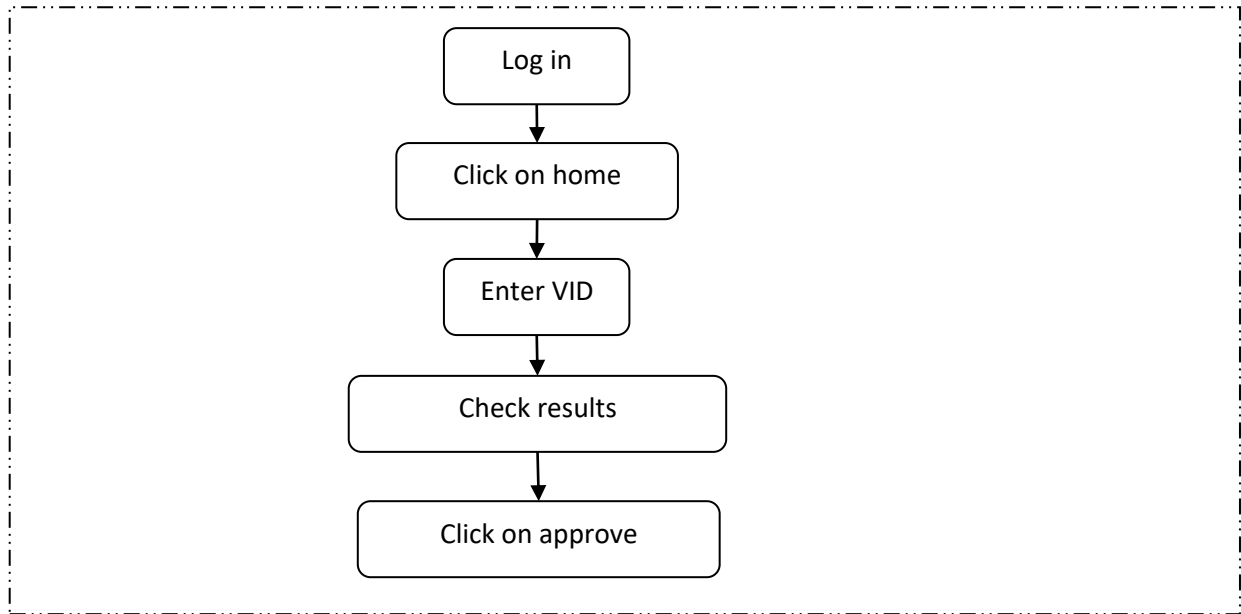 Log in
Click on home
Enter VID
Check results
Click on approve